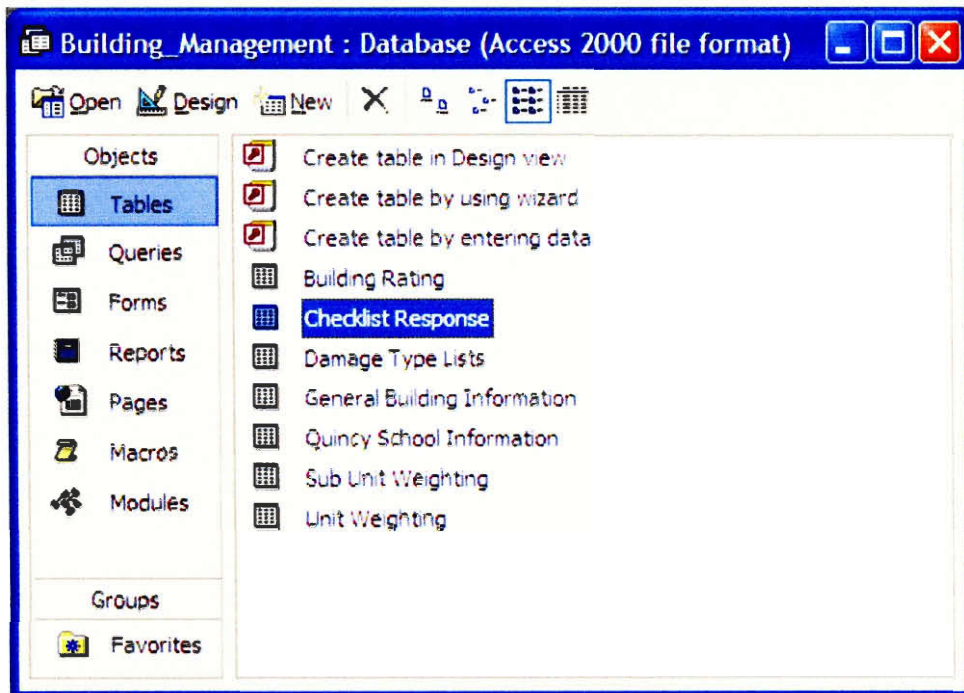 Building_Management : Database (Access 2000 file format)
Open Design New
Objects
Tables
Queries
Forms
Reports
Pages
Macros
Modules
Groups
Favorites
Create table in Design view
Create table by using wizard
Create table by entering data
Building Rating
Checklist Response
Damage Type Lists
General Building Information
Quincy School Information
Sub Unit Weighting
Unit Weighting